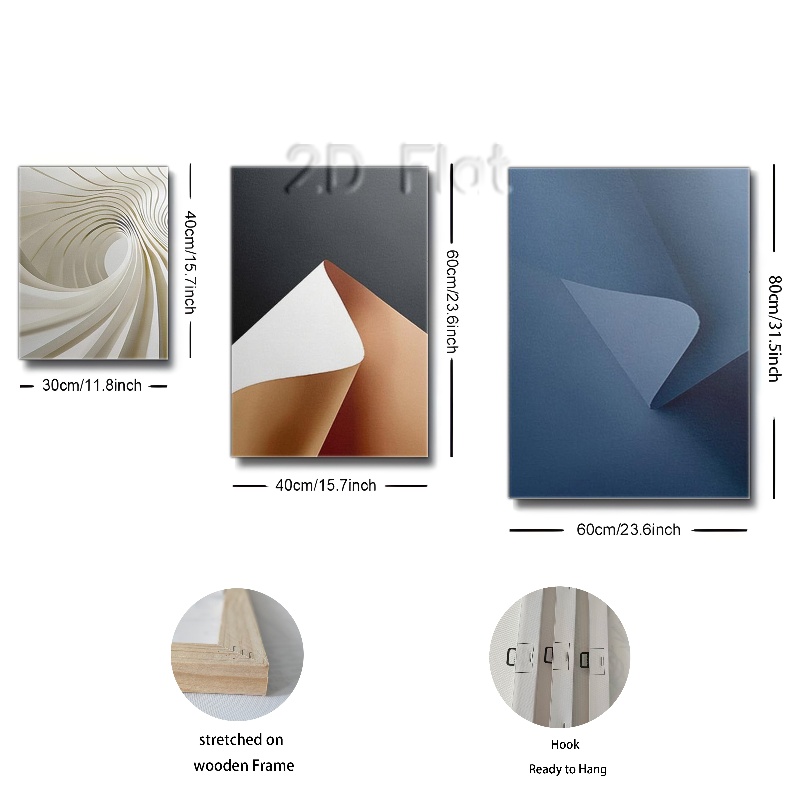 2D Flat
40cm/15.7inch
30cm/11.8inch
60cm/23.6inch
40cm/15.7inch
80cm/31.5inch
60cm/23.6inch
stretched on
wooden Frame
Hook
Ready to Hang